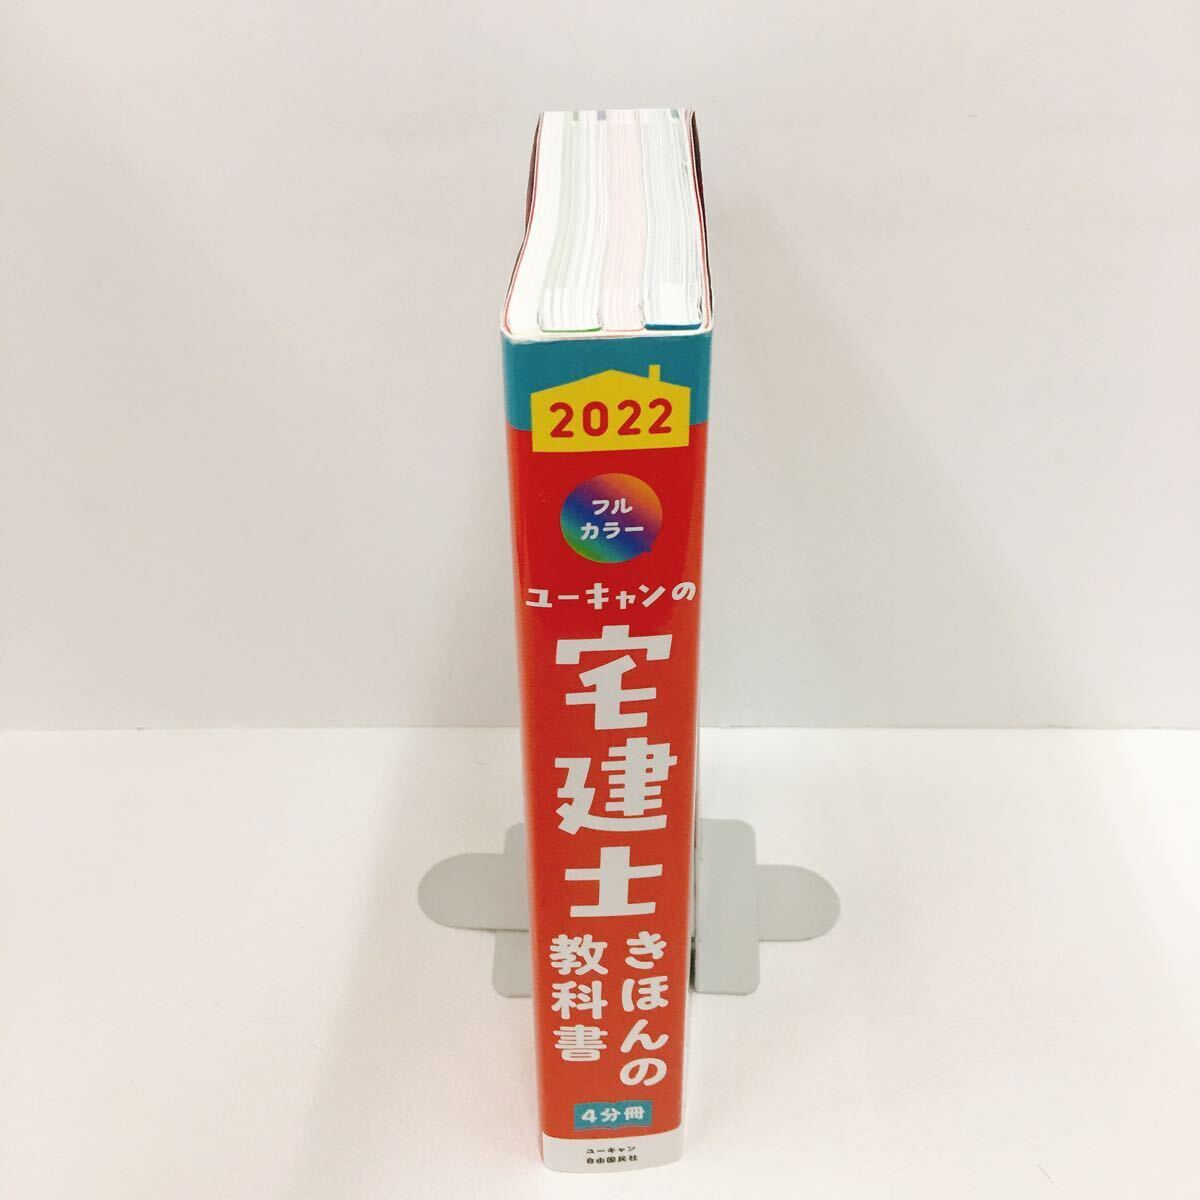 2022
フル
カラー
ユーキャンの
宅建士
きほんの
教科書
4分冊
ユーキャン
自由国民社